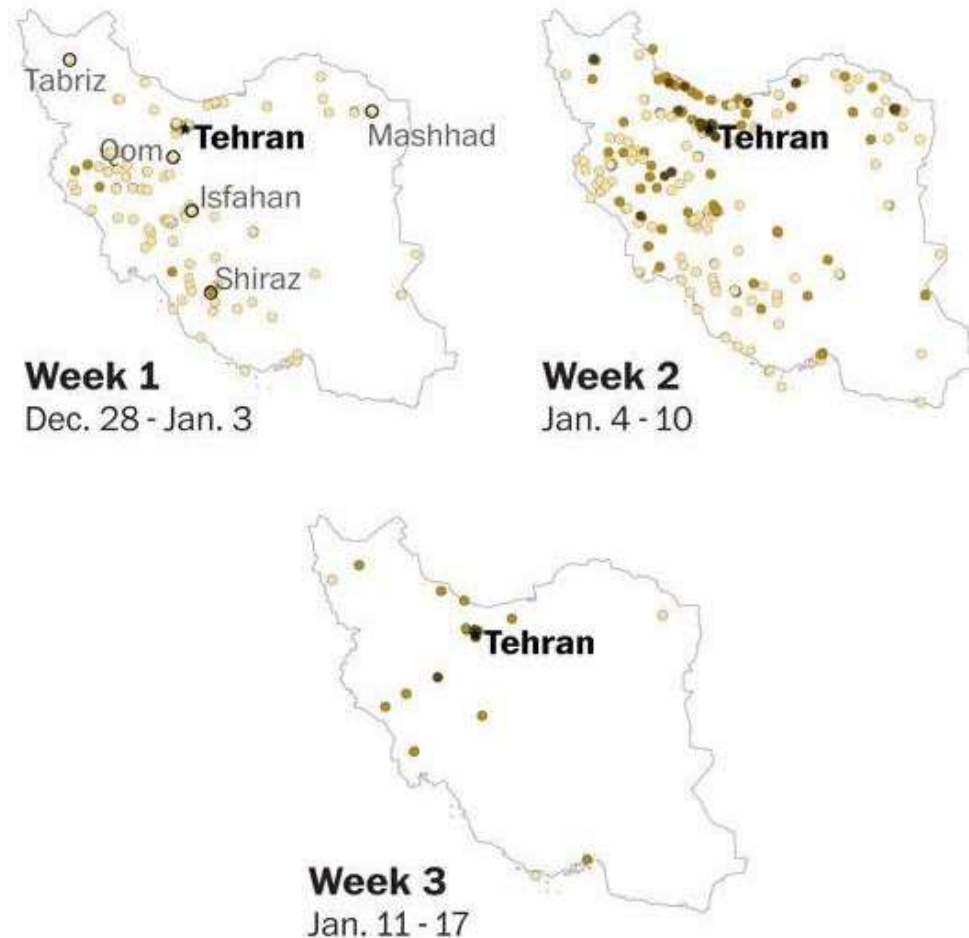 Tabriz
Tehran
Mashhad
Qom
Isfahan
Shiraz
Week 1
Dec. 28 - Jan. 3
Tehran
Week 2
Jan. 4 - 10
Tehran
Week 3
Jan. 11 - 17